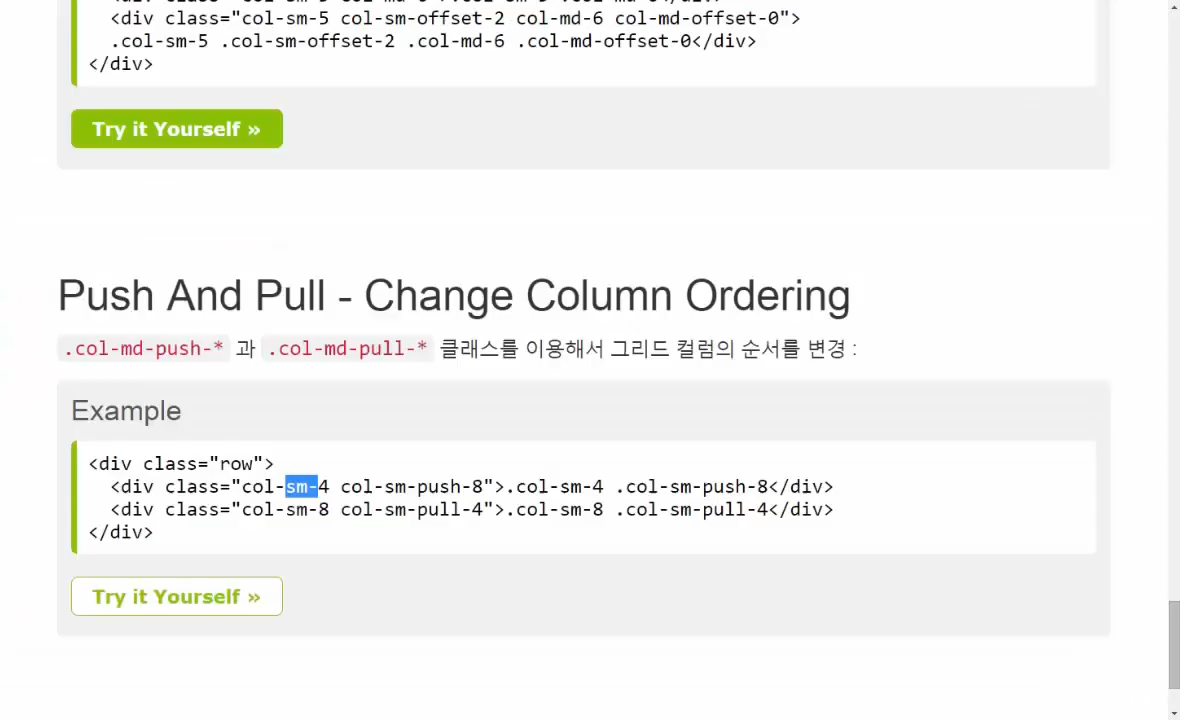 <div class="col-sm-5 col-sm-offset-2 col-md-6 col-md-offset-0">
.col-sm-5 .col-sm-offset-2 .col-md-6 .col-md-offset-0</div>
</div>
Try it Yourself »
Push And Pull - Change Column Ordering
.col-md-push-* 과 .col-md-pull-* 클래스를 이용해서 그리드 컬럼의 순서를 변경 :
Example
<div class="row">
<div class="col-sm-4 col-sm-push-8">.col-sm-4 .col-sm-push-8</div>
<div class="col-sm-8 col-sm-pull-4">.col-sm-8 .col-sm-pull-4</div>
</div>
Try it Yourself »